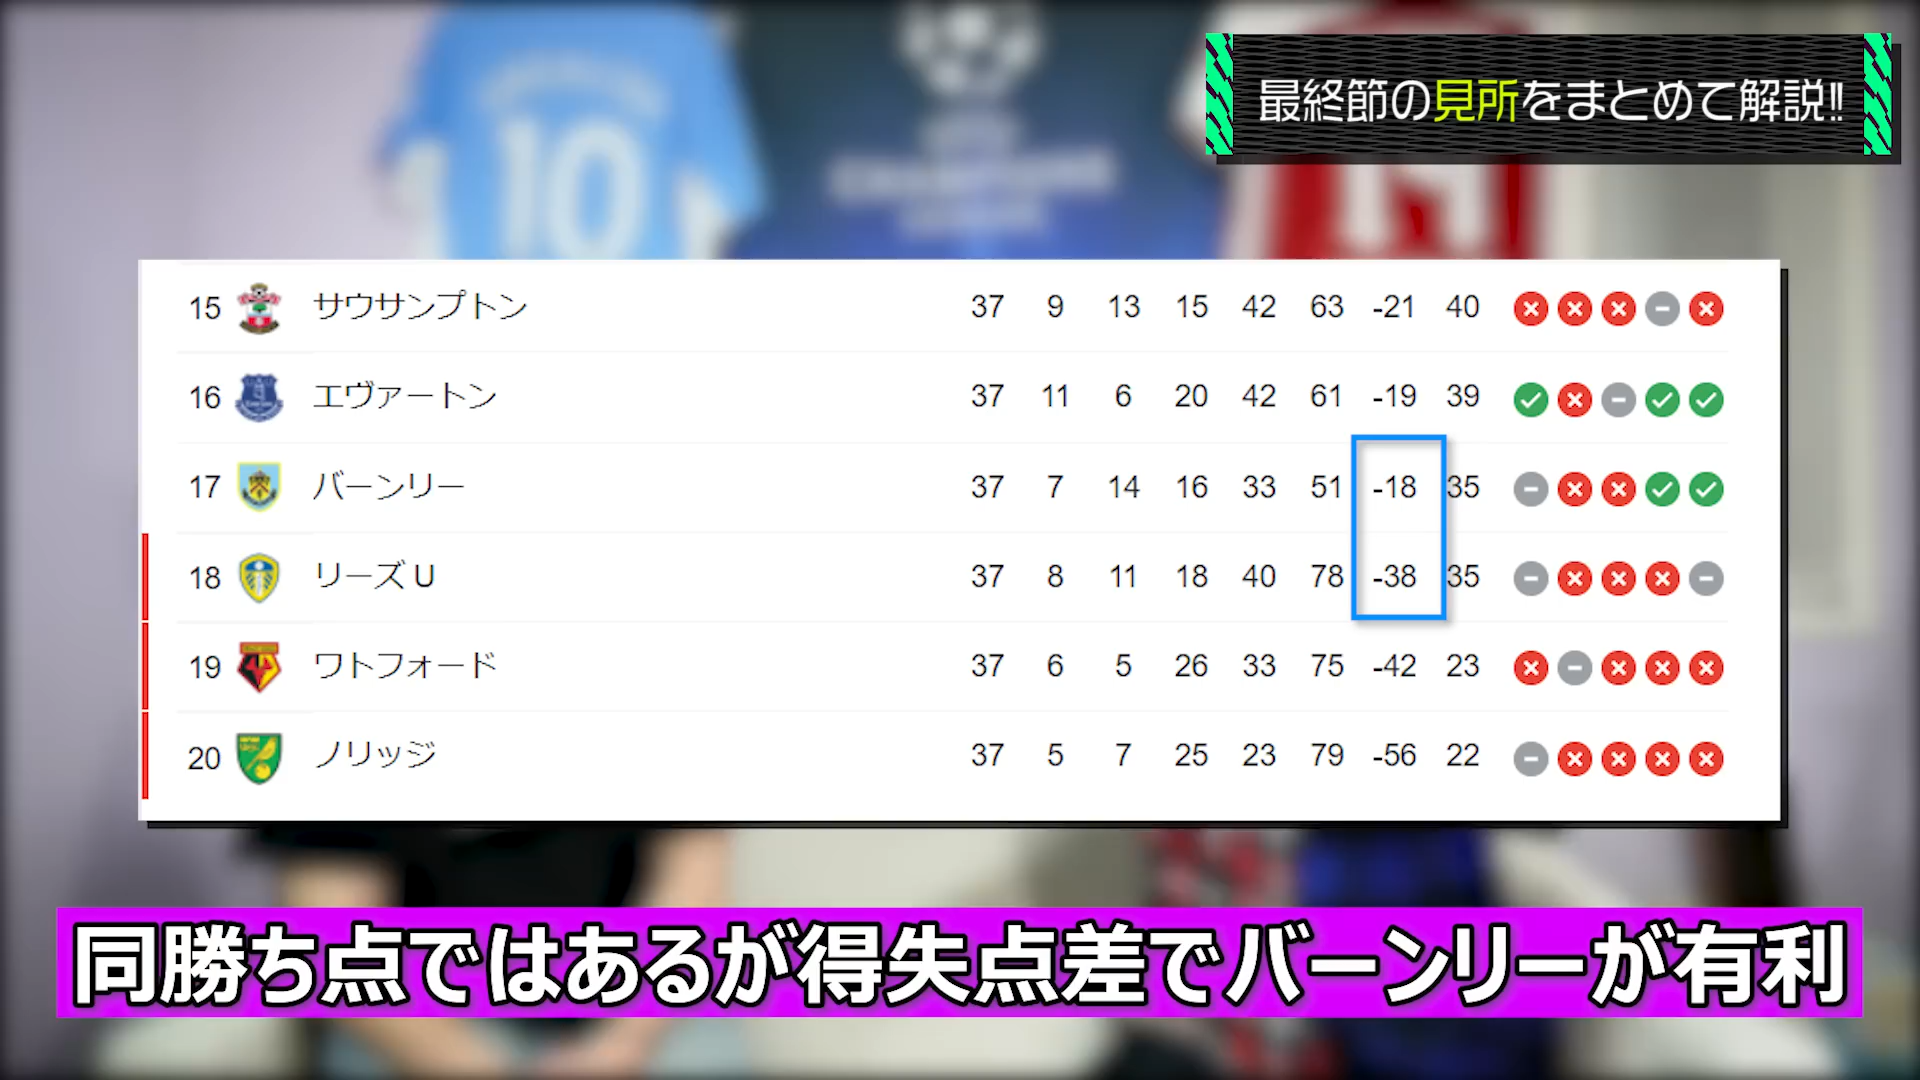 最終節の見所をまとめて解説!!
10
CHAMPIONS
LEAGUE
15 サウサンプトン 37 9 13 15 42 63 -21 40
16 エヴァートン 37 11 6 20 42 61 -19 39
17 バーンリー 37 7 14 16 33 51 -18 35
18 リーズ U 37 8 11 18 40 78 -38 35
19 ワトフォード 37 6 5 26 33 75 -42 23
20 ノリッジ 37 5 7 25 23 79 -56 22
同勝ち点ではあるが得失点差でバーンリーが有利